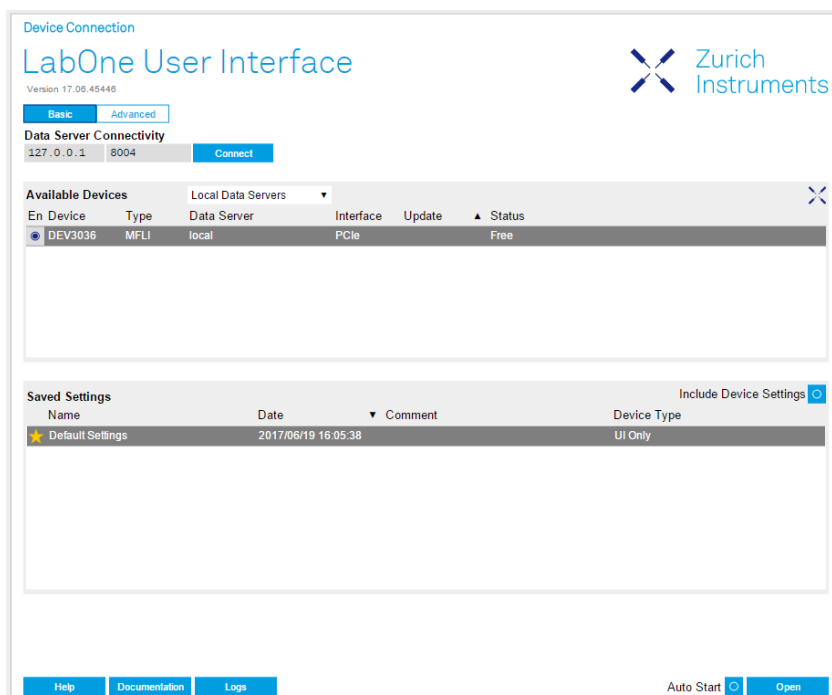 Device Connection
LabOne User Interface
Zurich
Instruments
Version 17.06.45446
Basic Advanced
Data Server Connectivity
127.0.0.1 8004 Connect
Available Devices Local Data Servers
En Device Type Data Server Interface Update Status
DEV3036 MFLI local PCIe Free
Saved Settings Include Device Settings
Name Date Comment Device Type
Default Settings 2017/06/19 16:05:38 UI Only
Help Documentation Logs Auto Start Open